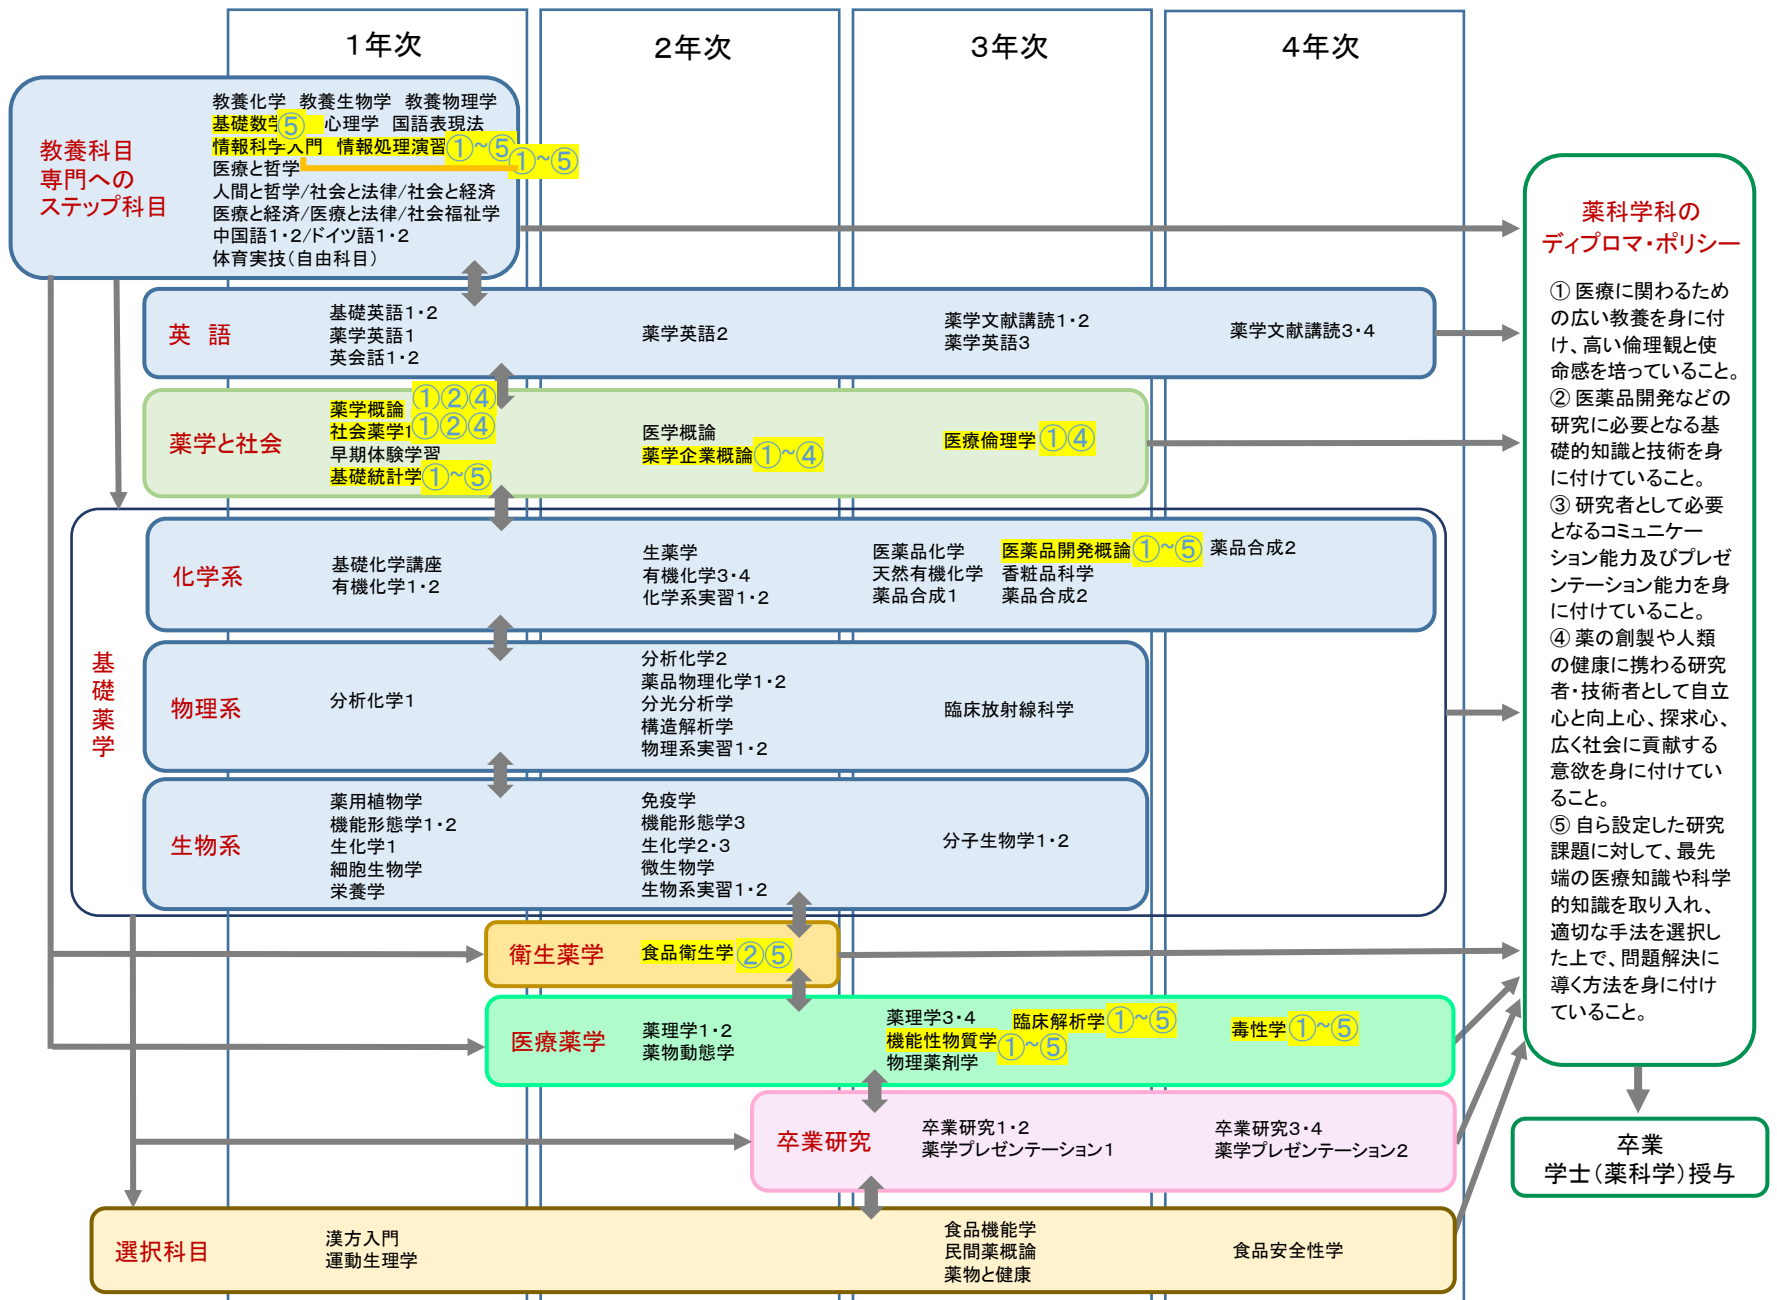 1年次
2年次
3年次
4年次
教養科目
専門への
ステップ科目
教養化学 教養生物学 教養物理学
基礎数学⑤ 心理学 国語表現法
情報科学入門 情報処理演習①~⑤
①~⑤
医療と哲学
人間と哲学/社会と法律/社会と経済
医療と経済/医療と法律/社会福祉学
中国語1・2/ドイツ語1・2
体育実技(自由科目)
英 語
基礎英語1・2
薬学英語1
英会話1・2
薬学英語2
薬学文献講読1・2
薬学英語3
薬学文献講読3・4
薬学と社会
薬学概論 ①②④
社会薬学1①②④
早期体験学習
基礎統計学①~⑤
医学概論
薬学企業概論①~④
医療倫理学①④
基礎薬学
化学系
基礎化学講座
有機化学1・2
生薬学
有機化学3・4
化学系実習1・2
医薬品化学
天然有機化学
薬品合成1
医薬品開発概論①~⑤
香粧品科学
薬品合成2
薬品合成2
物理系
分析化学1
分析化学2
薬品物理化学1・2
分光分析学
構造解析学
物理系実習1・2
臨床放射線科学
生物系
薬用植物学
機能形態学1・2
生化学1
細胞生物学
栄養学
免疫学
機能形態学3
生化学2・3
微生物学
生物系実習1・2
分子生物学1・2
衛生薬学
食品衛生学②⑤
医療薬学
薬理学1・2
薬物動態学
薬理学3・4
機能性物質学①~⑤
物理薬剤学
臨床解析学①~⑤
毒性学①~⑤
卒業研究
卒業研究1・2
薬学プレゼンテーション1
卒業研究3・4
薬学プレゼンテーション2
選択科目
漢方入門
運動生理学
食品機能学
民間薬概論
薬物と健康
食品安全性学
薬科学科の
ディプロマ・ポリシー
① 医療に関わるため
の広い教養を身に付
け、高い倫理観と使
命感を培っていること。
② 医薬品開発などの
研究に必要となる基
礎的知識と技術を身
に付けていること。
③ 研究者として必要
となるコミュニケー
ション能力及びプレゼ
ンテーション能力を身
に付けていること。
④ 薬の創製や人類
の健康に携わる研究
者・技術者として自立
心と向上心、探求心、
広く社会に貢献する
意欲を身に付けてい
ること。
⑤ 自ら設定した研究
課題に対して、最先
端の医療知識や科学
的知識を取り入れ、
適切な手法を選択し
た上で、問題解決に
導く方法を身に付け
ていること。
卒業
学士(薬科学)授与